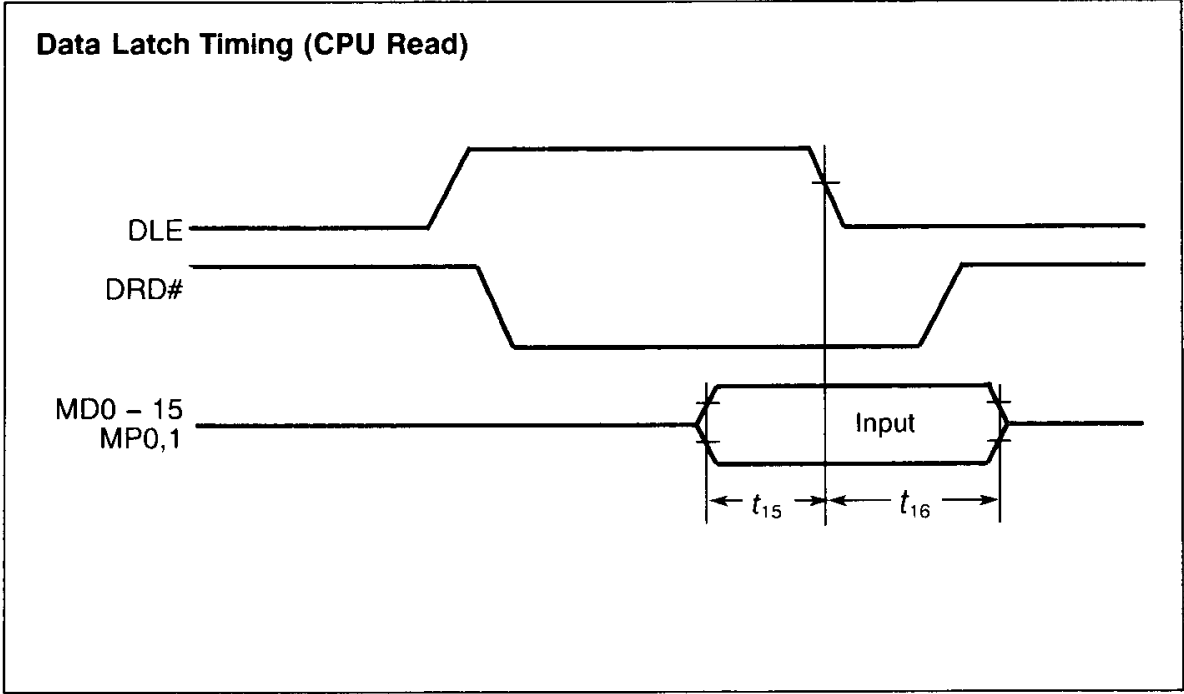 Data Latch Timing (CPU Read)
DLE
DRD#
MD0 – 15
MP0,1
Input
t15
t16